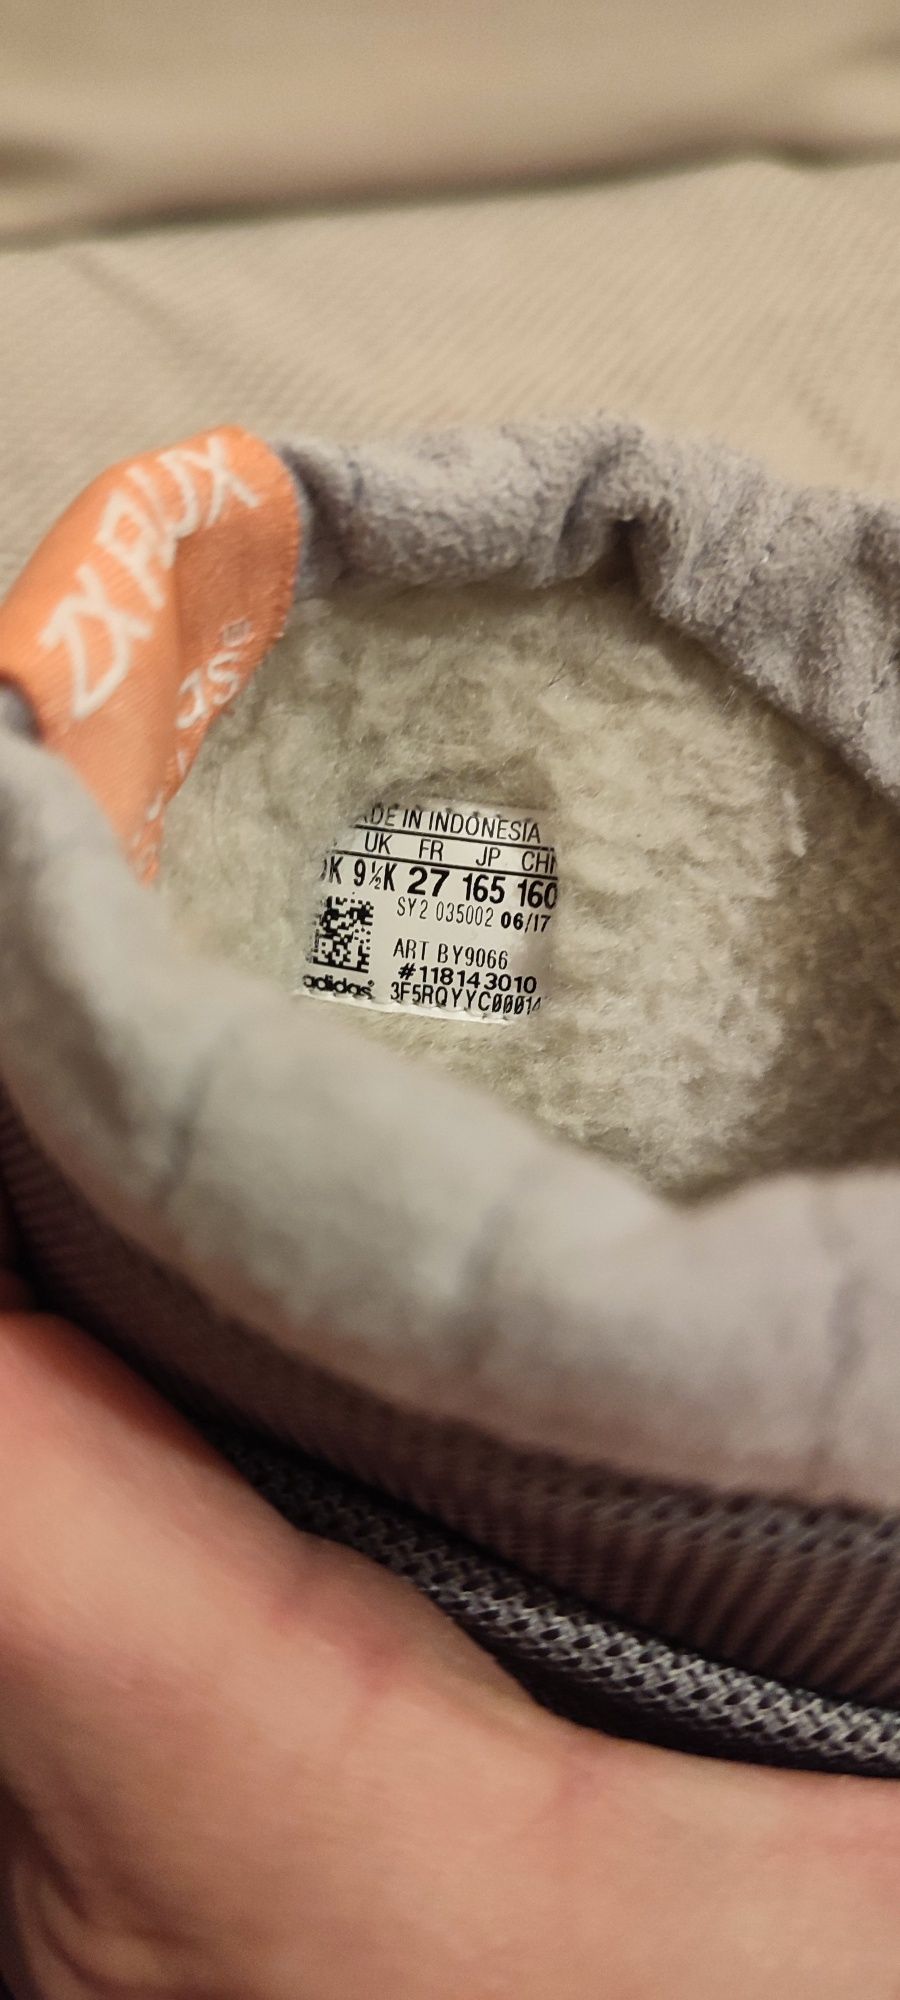 ZX FLUX
ADE IN INDONESIA
UK FR JP CHN
0K 9½K 27 165 160
SY2 035002 06/17
ART BY9066
#118143010
adidas
3F5RQYYC00014